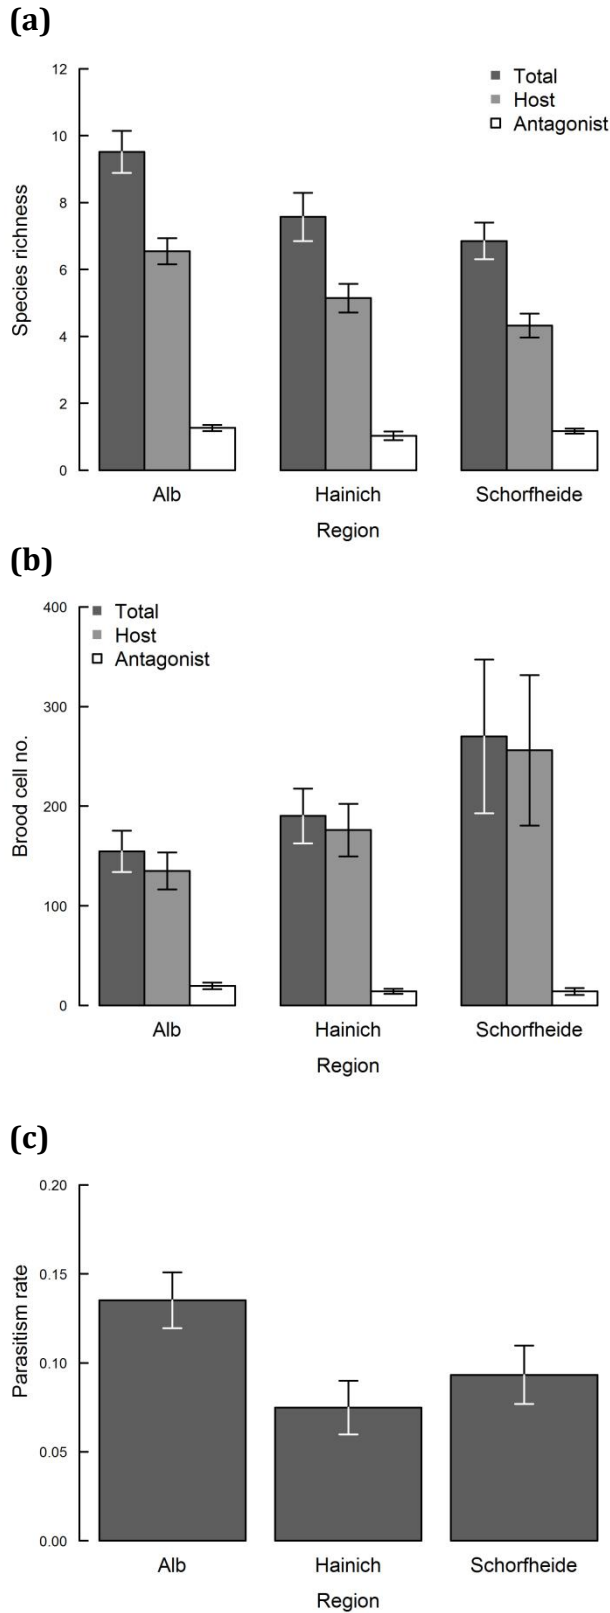 (a)
12
10
8
6
4
2
0
Species richness
Total
Host
Antagonist
Alb
Hainich
Schorfheide
Region
(b)
400
300
200
100
0
Brood cell no.
Total
Host
Antagonist
Alb
Hainich
Schorfheide
Region
(c)
0.20
0.15
0.10
0.05
0.00
Parasitism rate
Alb
Hainich
Schorfheide
Region